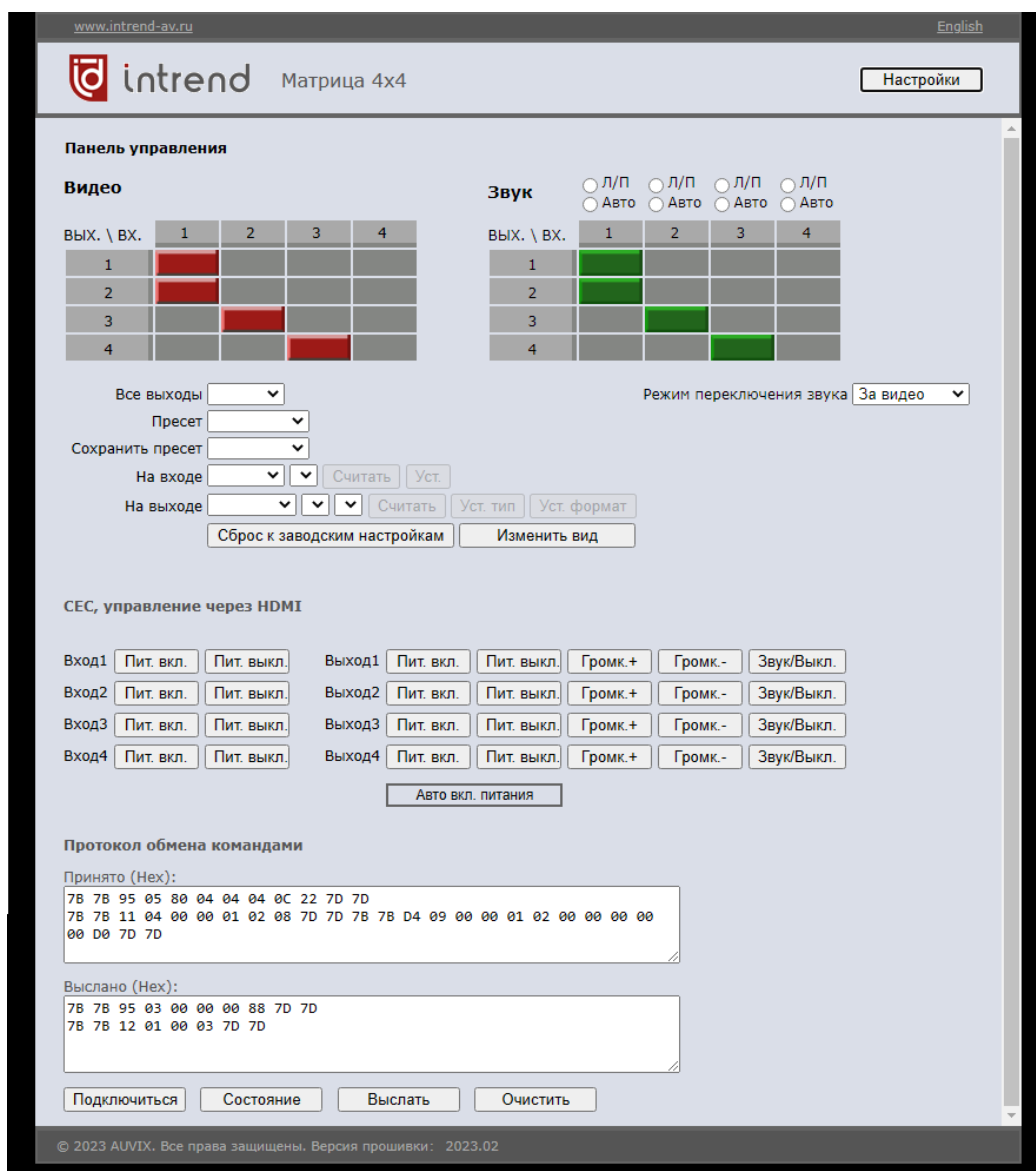 www.intrend-av.ru English
intrend Матрица 4x4 Настройки
Панель управления
Видео
Звук Л/П Л/П Л/П Л/П
Авто Авто Авто Авто
ВЫХ. \ ВХ. 1 2 3 4 ВЫХ. \ ВХ. 1 2 3 4
1 1
2 2
3 3
4 4
Все выходы Режим переключения звука За видео
Пресет
Сохранить пресет
На входе Считать Уст.
На выходе Считать Уст. тип Уст. формат
Сброс к заводским настройкам Изменить вид
CEC, управление через HDMI
Вход1 Пит. вкл. Пит. выкл. Выход1 Пит. вкл. Пит. выкл. Громк.+ Громк.- Звук/Выкл.
Вход2 Пит. вкл. Пит. выкл. Выход2 Пит. вкл. Пит. выкл. Громк.+ Громк.- Звук/Выкл.
Вход3 Пит. вкл. Пит. выкл. Выход3 Пит. вкл. Пит. выкл. Громк.+ Громк.- Звук/Выкл.
Вход4 Пит. вкл. Пит. выкл. Выход4 Пит. вкл. Пит. выкл. Громк.+ Громк.- Звук/Выкл.
Авто вкл. питания
Протокол обмена командами
Принято (Hex):
7B 7B 95 05 80 04 04 04 0C 22 7D 7D
7B 7B 11 04 00 00 01 02 08 7D 7D 7B 7B D4 09 00 00 01 02 00 00 00 00
00 D0 7D 7D
Выслано (Hex):
7B 7B 95 03 00 00 00 88 7D 7D
7B 7B 12 01 00 03 7D 7D
Подключиться Состояние Выслать Очистить
© 2023 AUVIX. Все права защищены. Версия прошивки: 2023.02